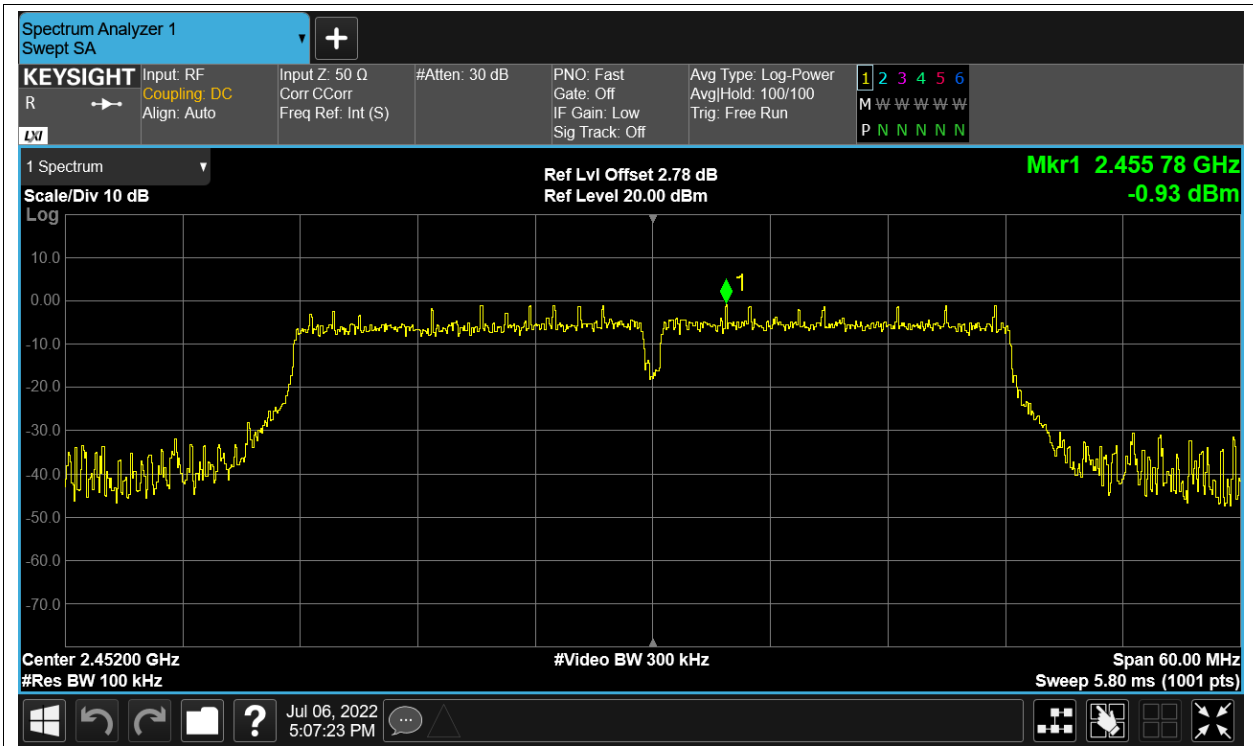 Spectrum Analyzer 1
Swept SA
KEYSIGHT
R
LXI
Input: RF
Coupling: DC
Align: Auto
Input Z: 50 Ω
Corr CCorr
Freq Ref: Int (S)
#Atten: 30 dB
PNO: Fast
Gate: Off
IF Gain: Low
Sig Track: Off
Avg Type: Log-Power
Avg|Hold: 100/100
Trig: Free Run
1 2 3 4 5 6
M W W W W W
P N N N N N
1 Spectrum
Scale/Div 10 dB
Log
Ref Lvl Offset 2.78 dB
Ref Level 20.00 dBm
Mkr1 2.455 78 GHz
-0.93 dBm
10.0
0.00
-10.0
-20.0
-30.0
-40.0
-50.0
-60.0
-70.0
1
Center 2.45200 GHz
#Res BW 100 kHz
#Video BW 300 kHz
Span 60.00 MHz
Sweep 5.80 ms (1001 pts)
?
Jul 06, 2022
5:07:23 PM